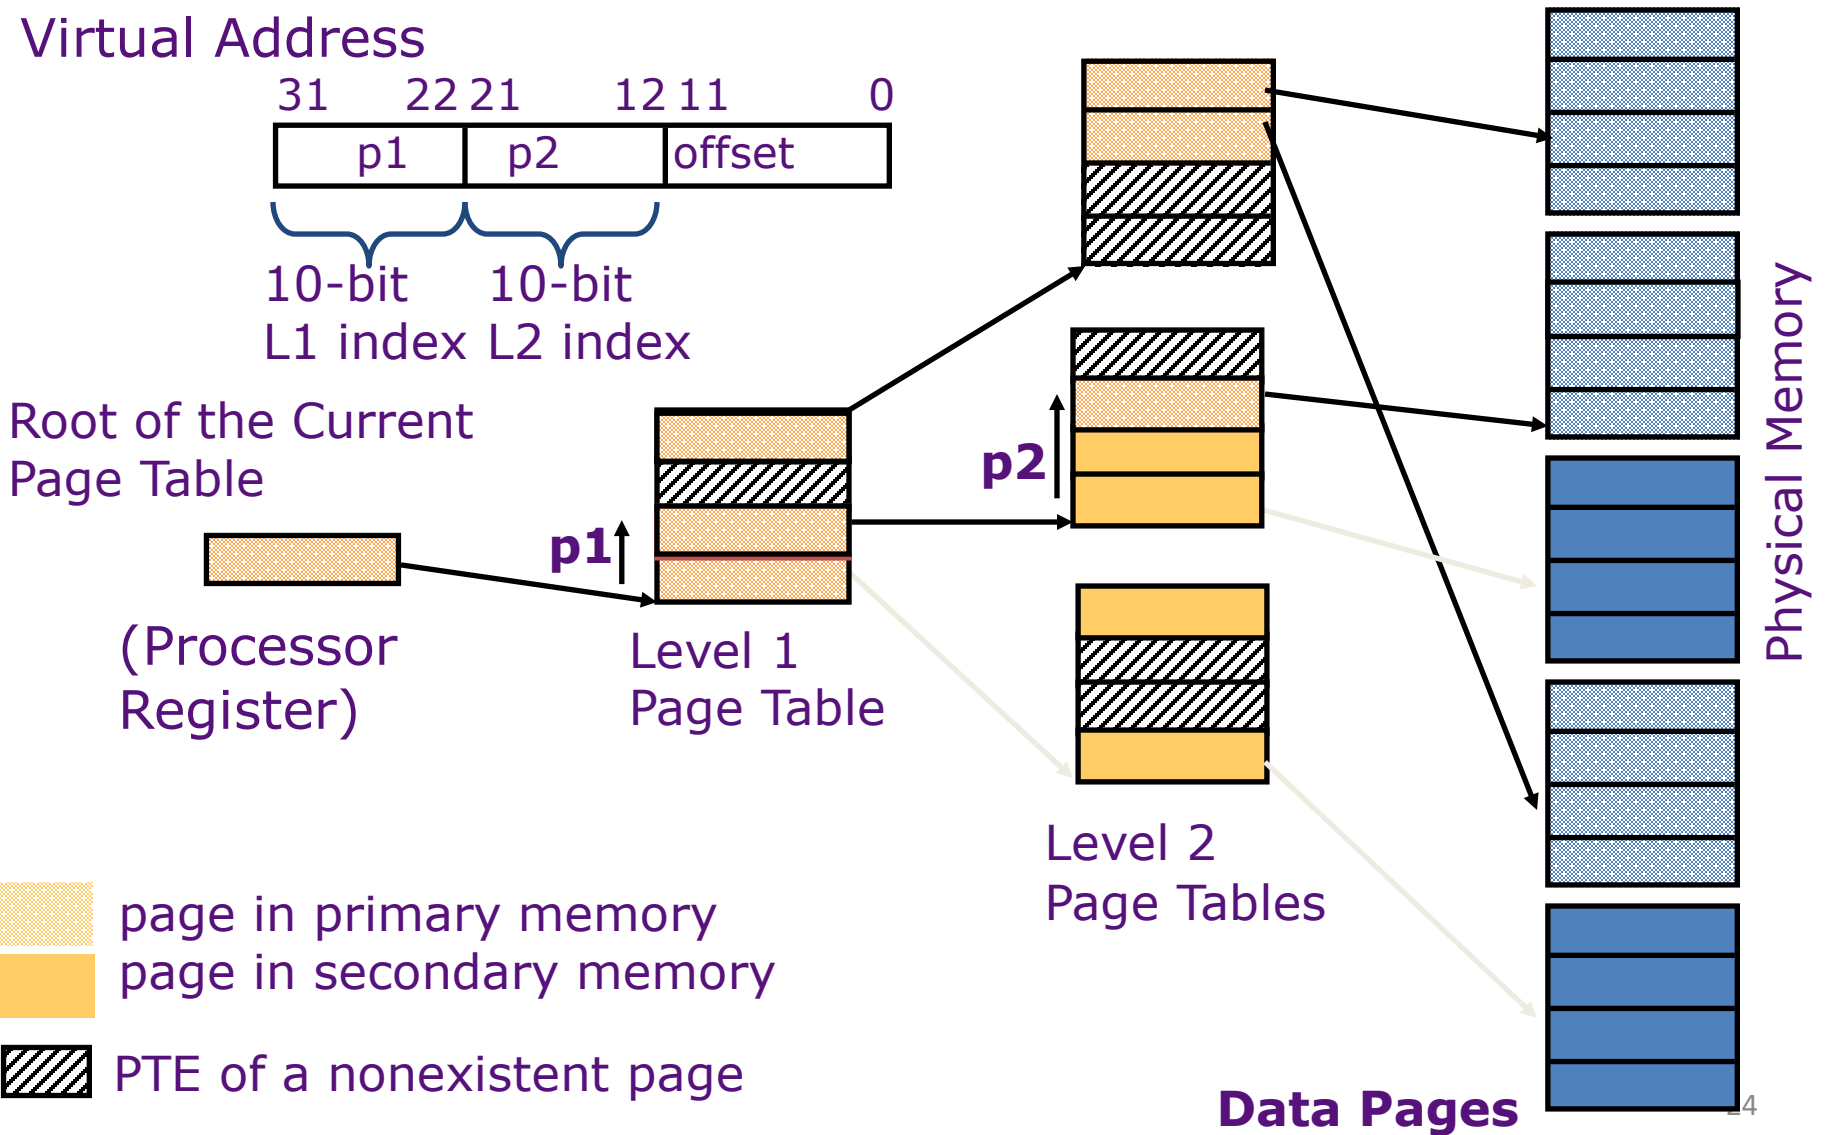 Virtual Address
31 22 21 12 11 0
p1 p2 offset
10-bit
L1 index
10-bit
L2 index
Root of the Current
Page Table
(Processor
Register)
p1
Level 1
Page Table
p2
Level 2
Page Tables
Physical Memory
page in primary memory
page in secondary memory
PTE of a nonexistent page
Data Pages
24